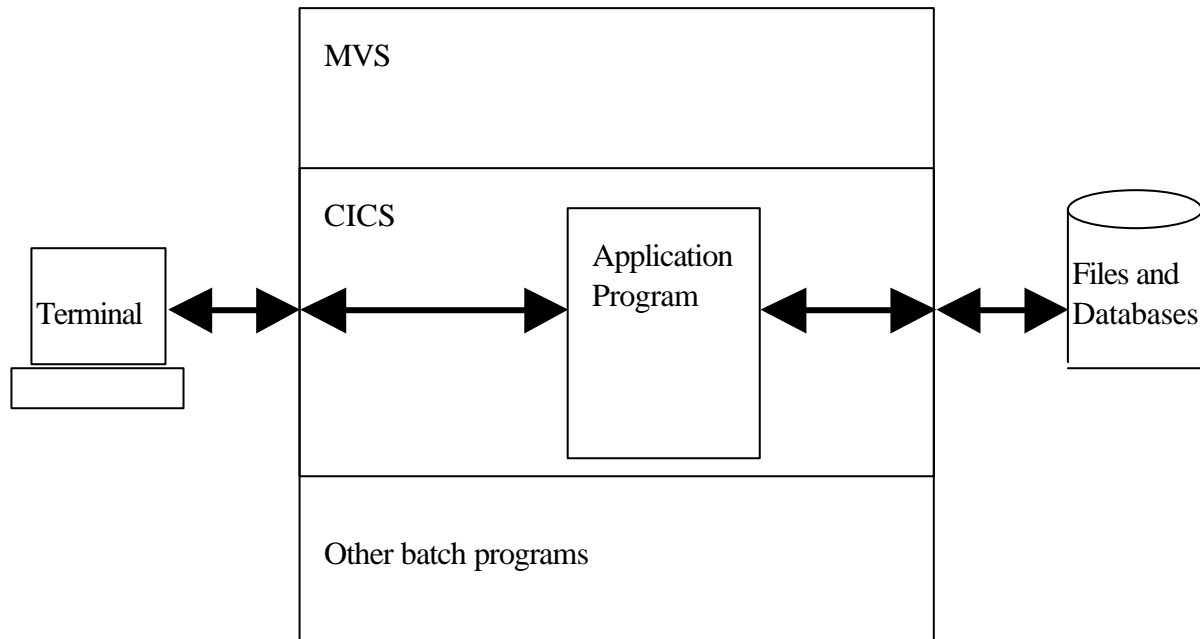 MVS
CICS
Application
Program
Terminal
Files and
Databases
Other batch programs